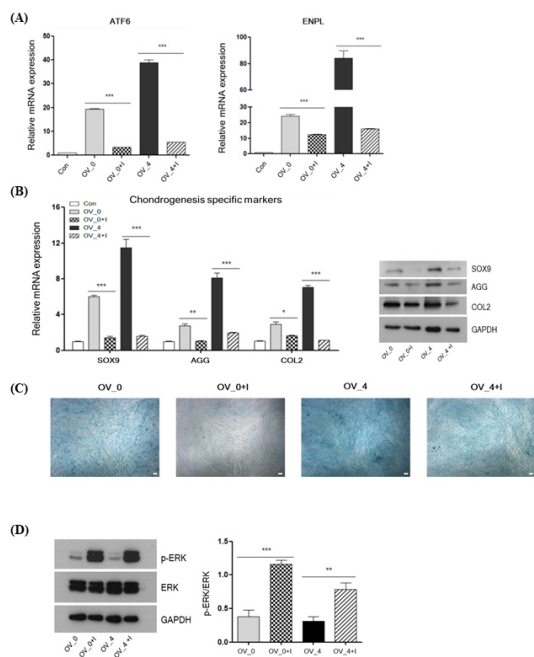 (A)
ATF6
ENPL
Relative mRNA expression
50
40
30
20
10
0
***
***
Con
OV_0
OV_0+I
OV_4
OV_4+I
Relative mRNA expression
100
80
60
40
30
20
10
0
***
***
Con
OV_0
OV_0+I
OV_4
OV_4+I
(B)
Chondrogenesis specific markers
Con
OV_0
OV_0+I
OV_4
OV_4+I
Relative mRNA expression
16
12
8
4
0
***
***
**
***
*
***
SOX9
AGG
COL2
SOX9
AGG
COL2
GAPDH
OV_0
OV_0+I
OV_4
OV_4+I
(C)
OV_0
OV_0+I
OV_4
OV_4+I
(D)
p-ERK
ERK
GAPDH
OV_0
OV_0+I
OV_4
OV_4+I
p-ERK/ERK
1.5
1.0
0.5
0.0
***
**
OV_0
OV_0+I
OV_4
OV_4+I